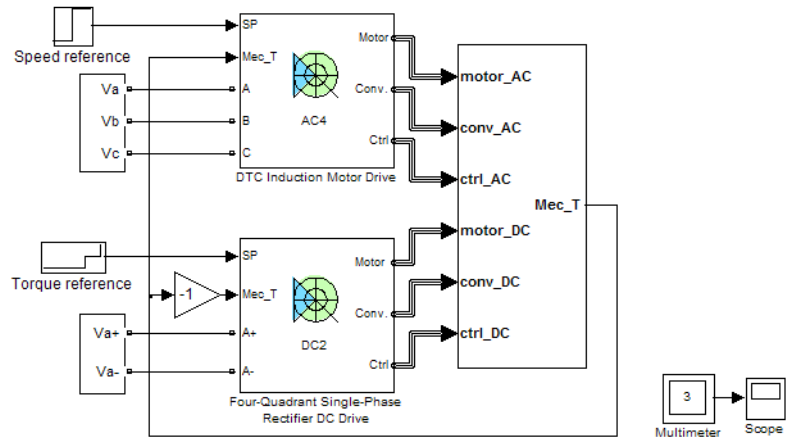 SP
Speed reference
Mec_T
Motor
motor_AC
Va
A
Conv.
Vb
B
AC4
conv_AC
Vc
C
Ctrl
ctrl_AC
DTC Induction Motor Drive
Mec_T
motor_DC
SP
Motor
Torque reference
-1
Mec_T
conv_DC
Conv.
Va+
A+
DC2
ctrl_DC
Va-
A-
Ctrl
Four-Quadrant Single-Phase
Rectifier DC Drive
3
Multimeter
Scope